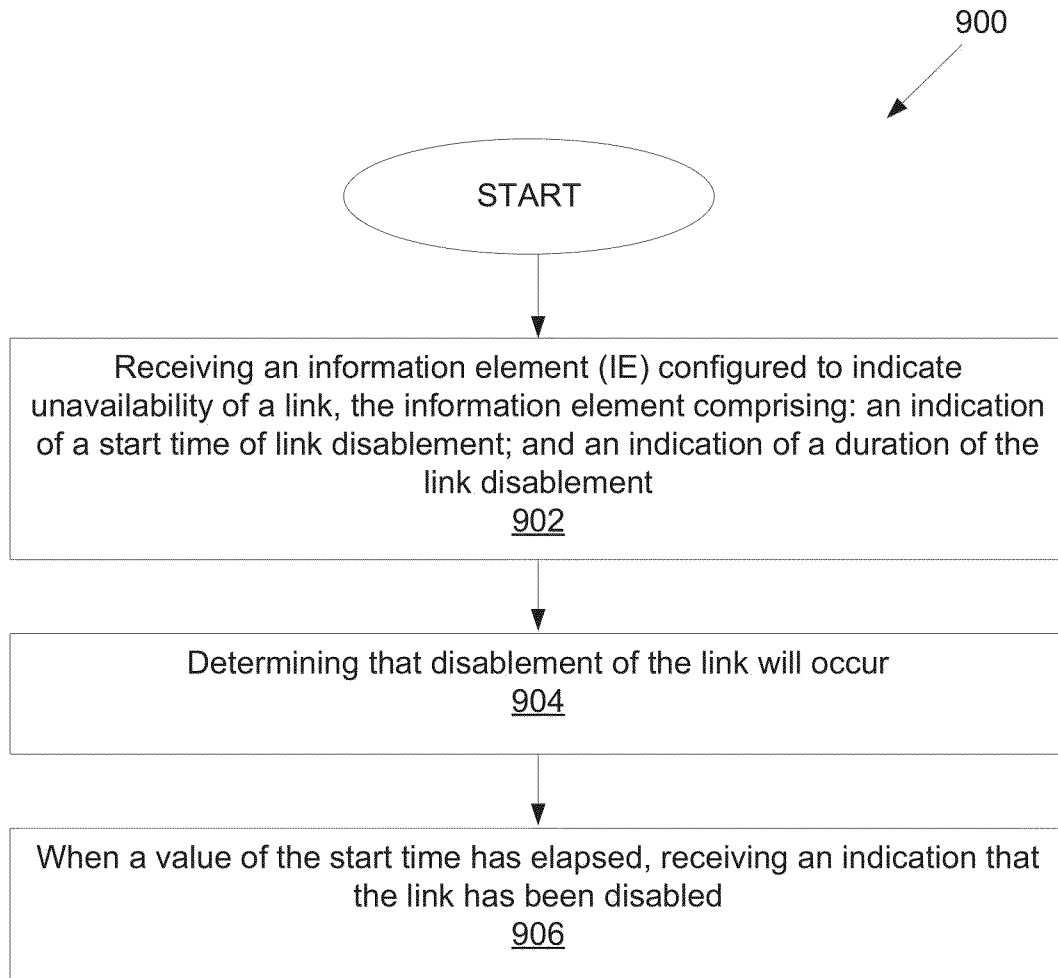 900
START
Receiving an information element (IE) configured to indicate
unavailability of a link, the information element comprising: an indication
of a start time of link disablement; and an indication of a duration of the
link disablement
902
Determining that disablement of the link will occur
904
When a value of the start time has elapsed, receiving an indication that
the link has been disabled
906